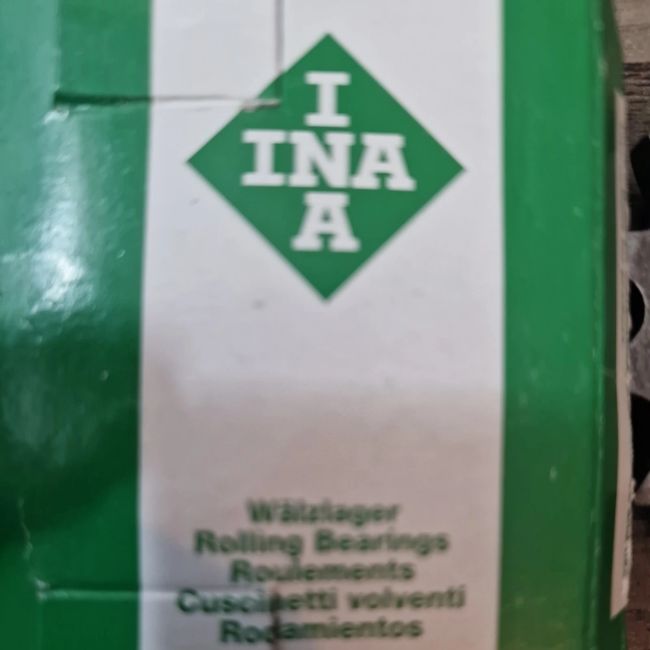 I
INA
A
Wälzlager
Rolling Bearings
Roulements
Cuscinetti volventi
Rodamientos